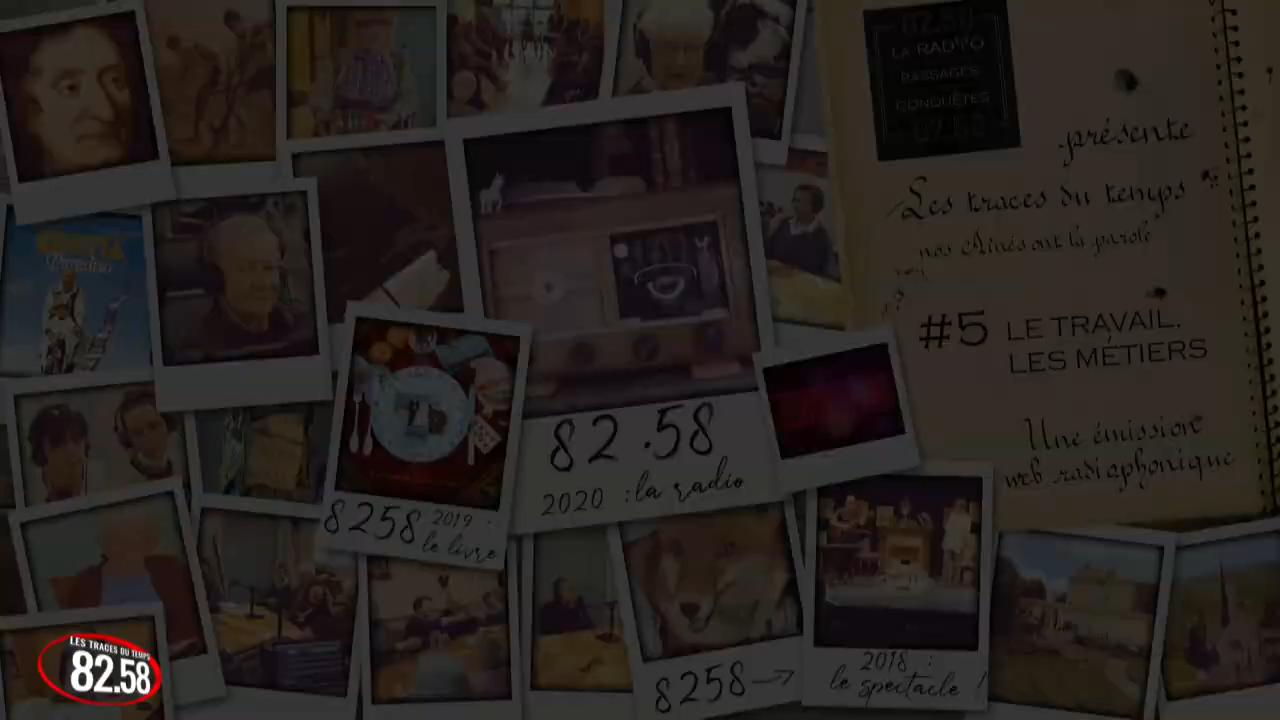 82.58
LA RADIO
PASSAGES
CONQUÊTES
07.60
présente
Les traces du temps
nos Aînés ont la parole
#5 LE TRAVAIL.
LES MÉTIERS
Une émission
web radiophonique
82.58
2020 : la radio
8258 2019 :
le livre
8258
2018 :
le spectacle !
LES TRACES DU TEMPS
82.58